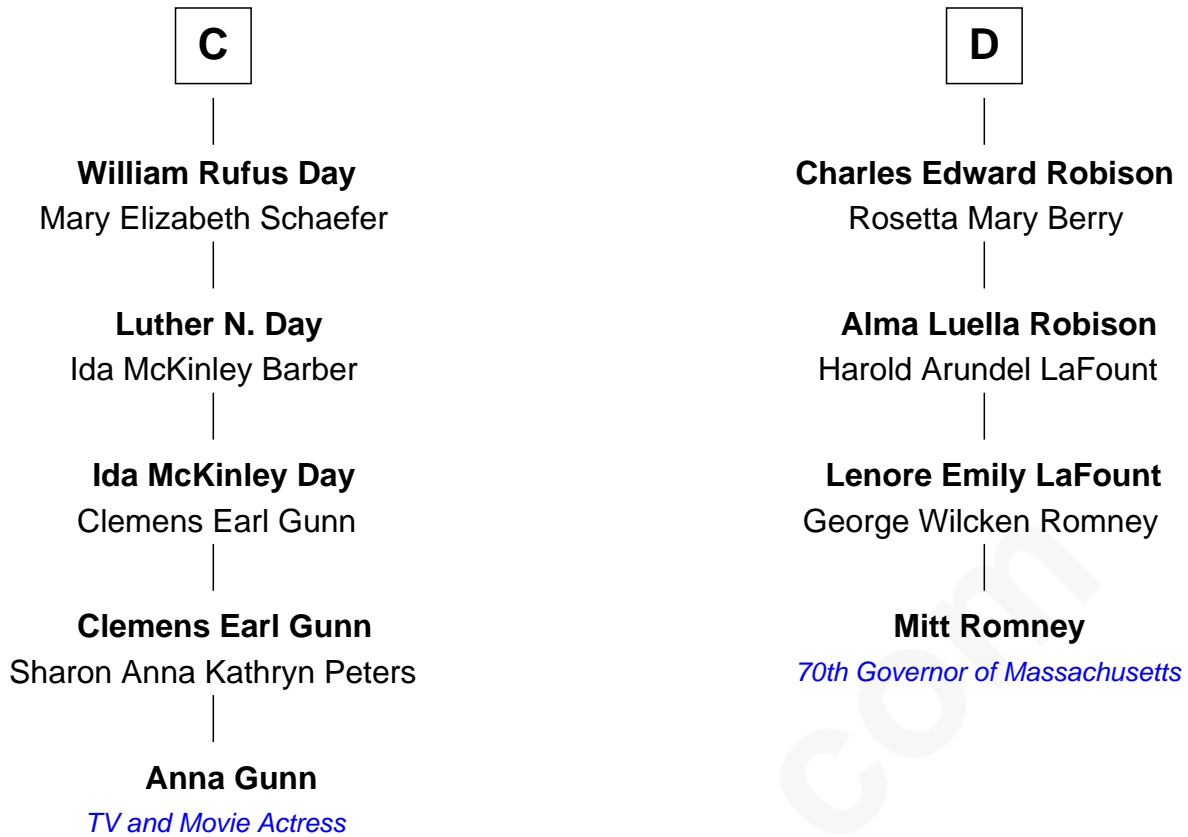 C
William Rufus Day
Mary Elizabeth Schaefer
Luther N. Day
Ida McKinley Barber
Ida McKinley Day
Clemens Earl Gunn
Clemens Earl Gunn
Sharon Anna Kathryn Peters
Anna Gunn
TV and Movie Actress
D
Charles Edward Robison
Rosetta Mary Berry
Alma Luella Robison
Harold Arundel LaFount
Lenore Emily LaFount
George Wilcken Romney
Mitt Romney
70th Governor of Massachusetts
com